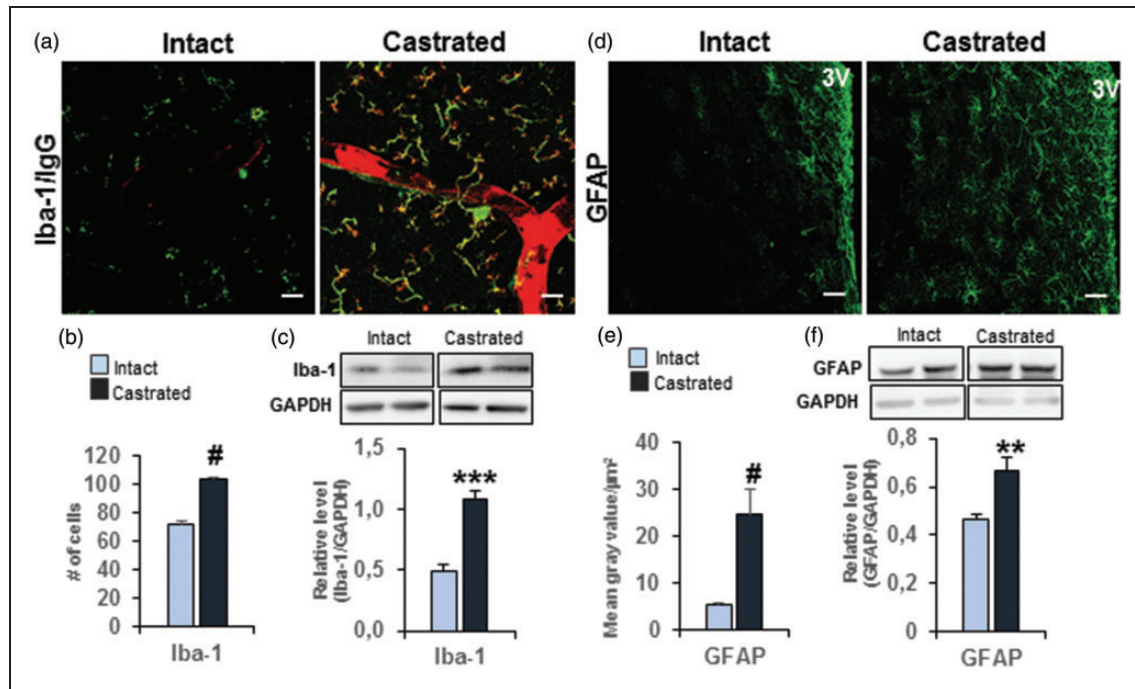 (a)
Intact
Castrated
Iba-1/IgG
(d)
Intact
Castrated
GFAP
3V
3V
(b)
Intact
Castrated
# of cells
120
100
80
60
40
20
0
#
Iba-1
(c)
Intact
Castrated
Iba-1
GAPDH
Relative level
(Iba-1/GAPDH)
1,5
1,0
0,5
0,0
***
Iba-1
(e)
Intact
Castrated
Mean gray value/µm²
40
30
20
10
0
#
GFAP
(f)
Intact
Castrated
GFAP
GAPDH
Relative level
(GFAP/GAPDH)
0,8
0,6
0,4
0,2
0,0
**
GFAP